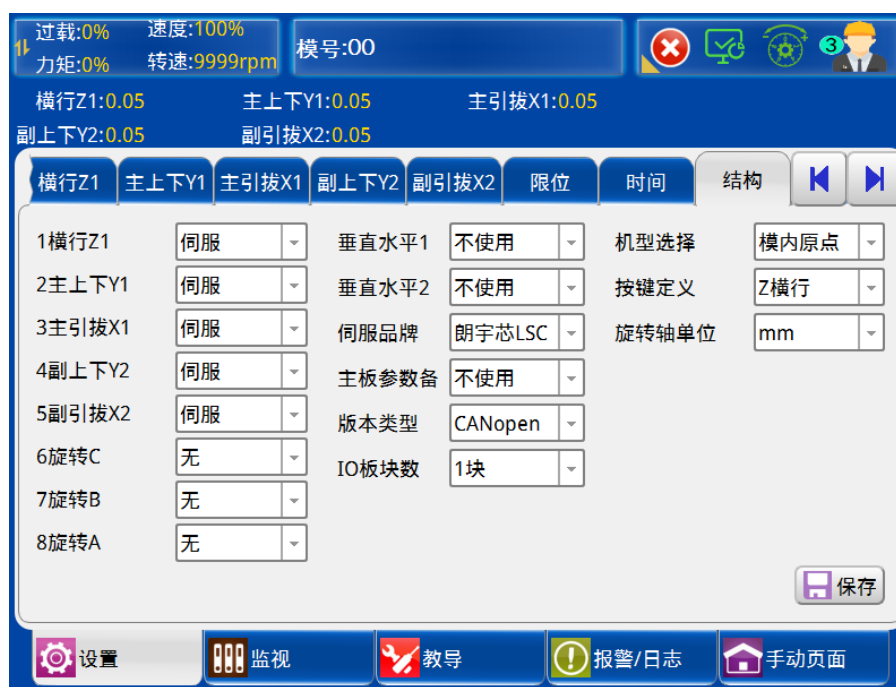 过载:0% 速度:100%
力矩:0% 转速:9999rpm
模号:00
3
横行Z1:0.05 主上下Y1:0.05 主引拔X1:0.05
副上下Y2:0.05 副引拔X2:0.05
横行Z1 主上下Y1 主引拔X1 副上下Y2 副引拔X2 限位 时间 结构
1横行Z1 伺服 垂直水平1 不使用 机型选择 模内原点
2主上下Y1 伺服 垂直水平2 不使用 按键定义 Z横行
3主引拔X1 伺服 伺服品牌 朗宇芯LSC 旋转轴单位 mm
4副上下Y2 伺服 主板参数备 不使用
5副引拔X2 伺服 版本类型 CANopen
6旋转C 无 IO板块数 1块
7旋转B 无
8旋转A 无
保存
设置 监视 教导 报警/日志 手动页面